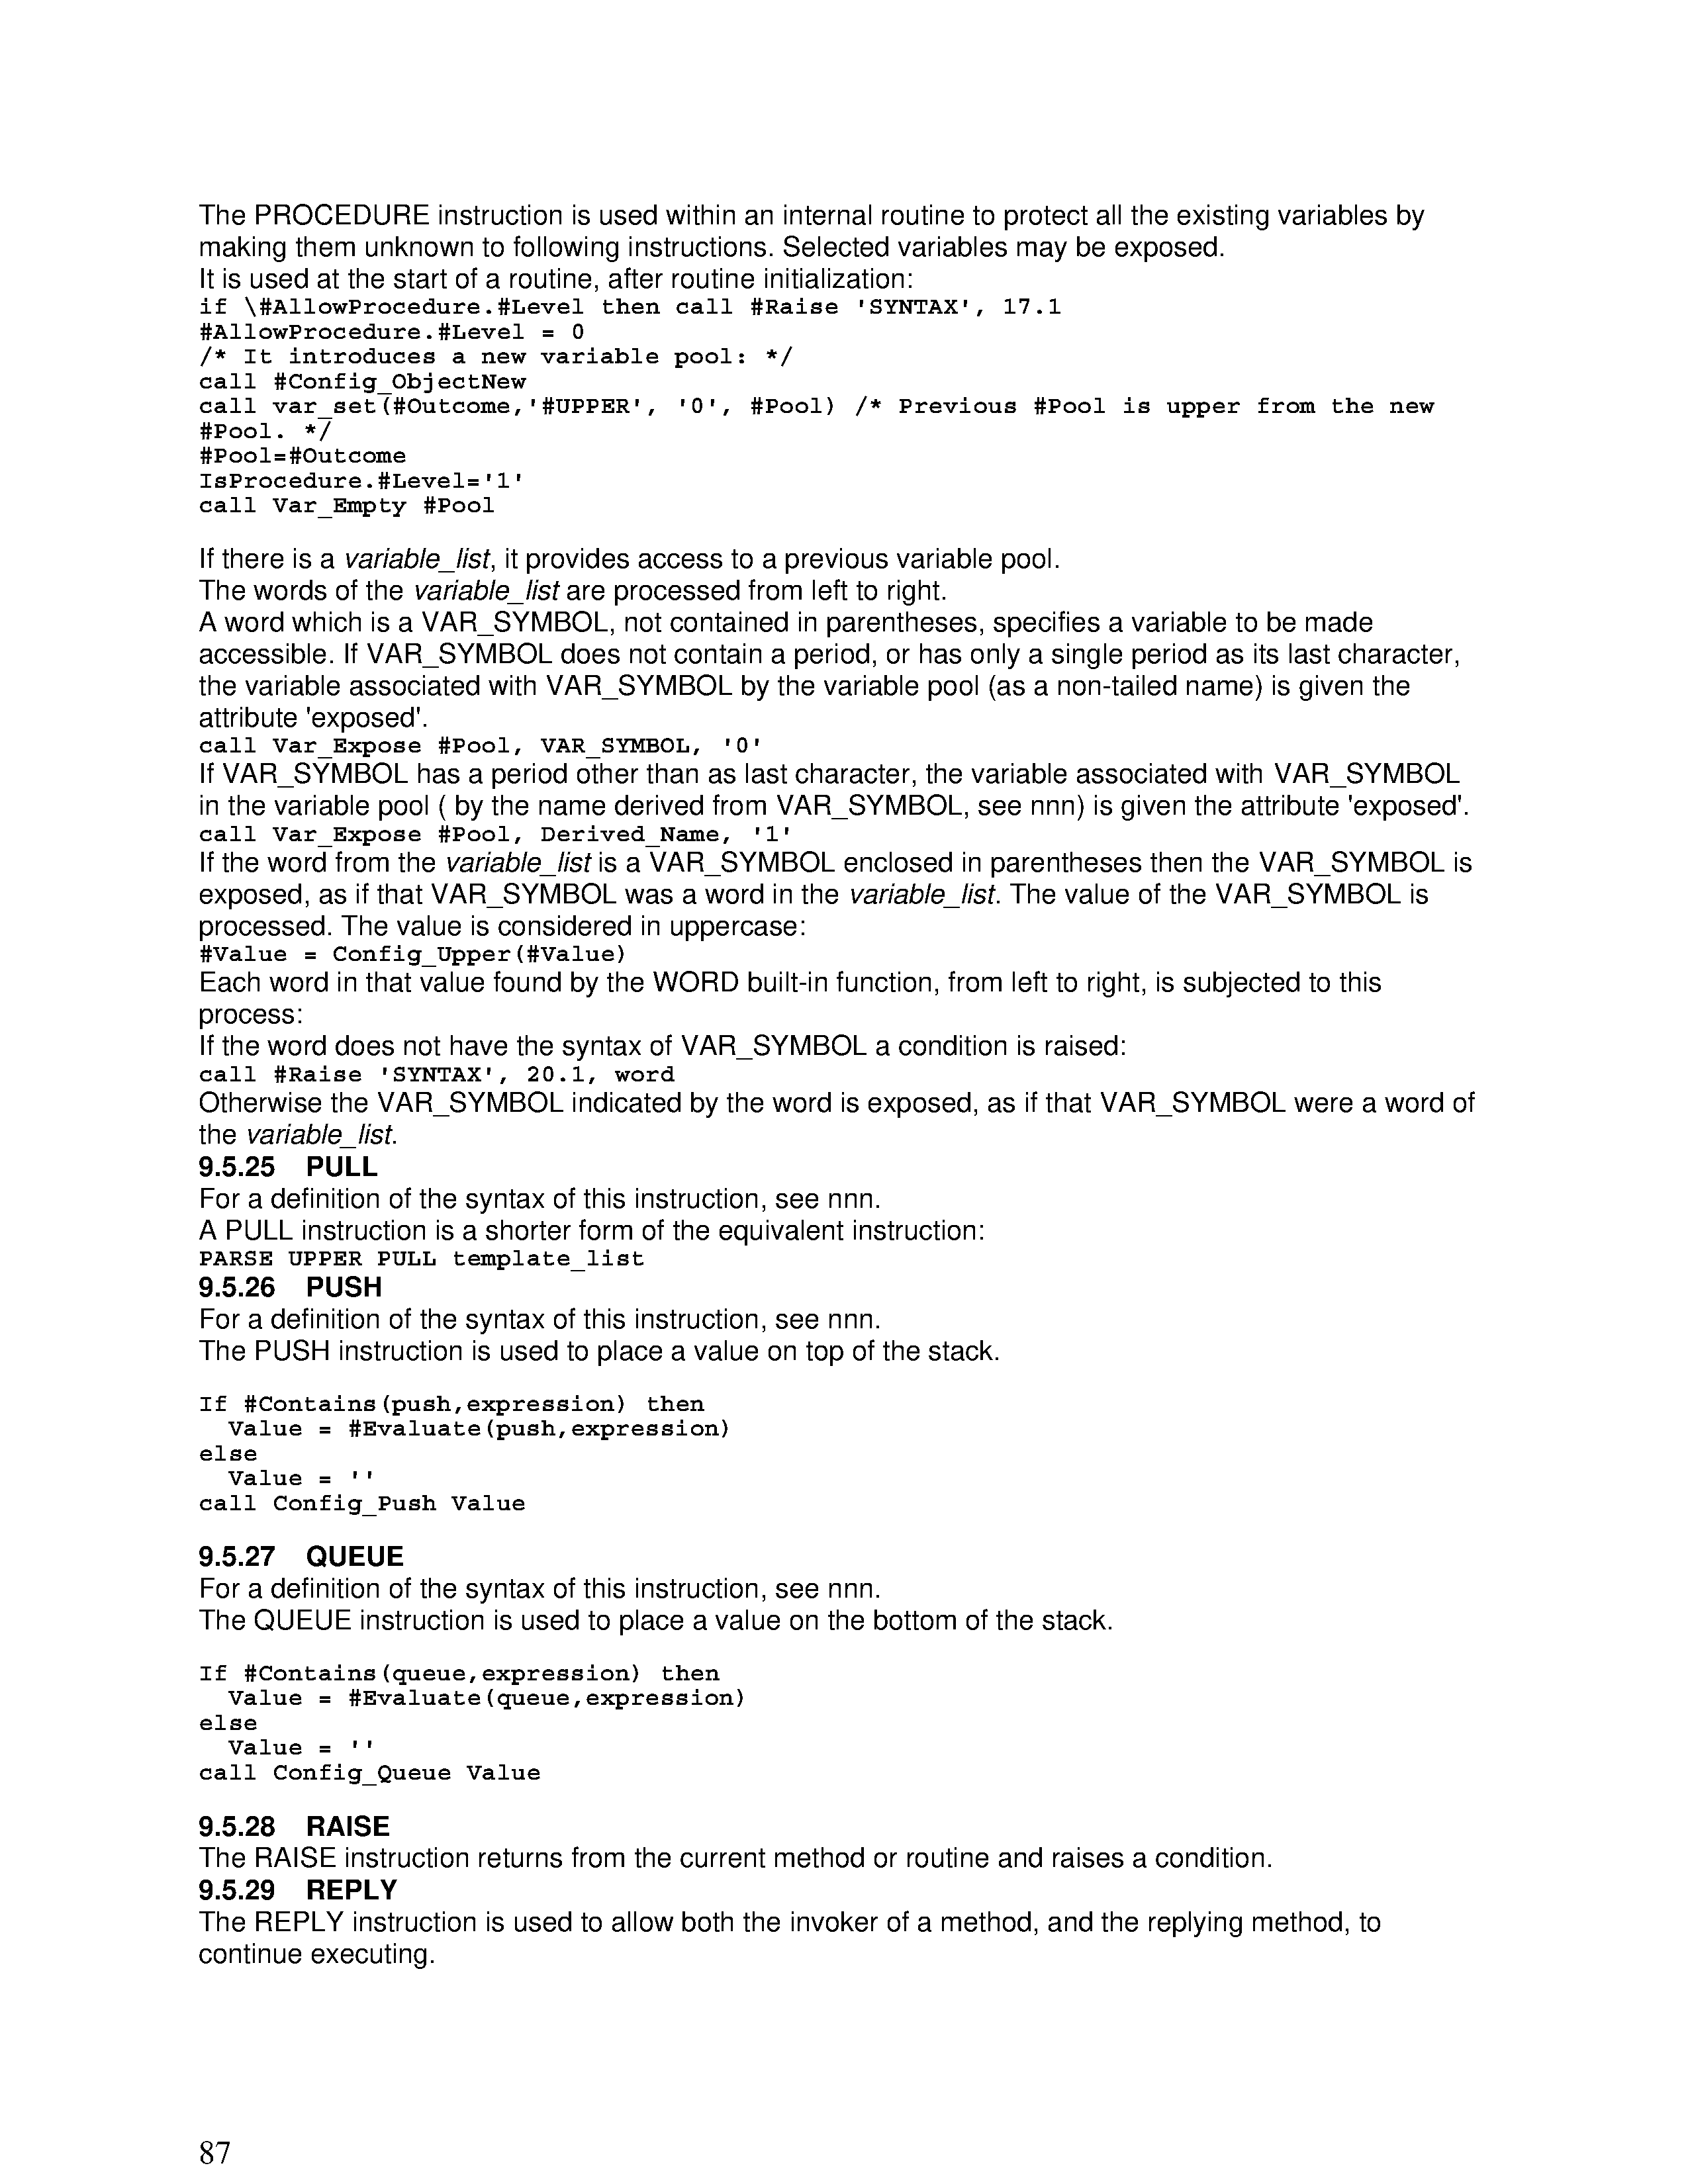 The PROCEDURE instruction is used within an internal routine to protect all the existing variables by
making them unknown to following instructions. Selected variables may be exposed.
It is used at the start of a routine, after routine initialization:
if \#AllowProcedure.#Level then call #Raise 'SYNTAX', 17.1
#AllowProcedure.#Level = 0
/* It introduces a new variable pool: */
call #Config_ObjectNew
call var_set(#Outcome,'#UPPER', '0', #Pool) /* Previous #Pool is upper from the new
#Pool. */
#Pool=#Outcome
IsProcedure.#Level='1'
call Var_Empty #Pool
If there is a variable_list, it provides access to a previous variable pool.
The words of the variable_list are processed from left to right.
A word which is a VAR_SYMBOL, not contained in parentheses, specifies a variable to be made
accessible. If VAR_SYMBOL does not contain a period, or has only a single period as its last character,
the variable associated with VAR_SYMBOL by the variable pool (as a non-tailed name) is given the
attribute 'exposed'.
call Var_Expose #Pool, VAR_SYMBOL, '0'
If VAR_SYMBOL has a period other than as last character, the variable associated with VAR_SYMBOL
in the variable pool ( by the name derived from VAR_SYMBOL, see nnn) is given the attribute 'exposed'.
call Var_Expose #Pool, Derived_Name, '1'
If the word from the variable_list is a VAR_SYMBOL enclosed in parentheses then the VAR_SYMBOL is
exposed, as if that VAR_SYMBOL was a word in the variable_list. The value of the VAR_SYMBOL is
processed. The value is considered in uppercase:
#Value = Config_Upper(#Value)
Each word in that value found by the WORD built-in function, from left to right, is subjected to this
process:
If the word does not have the syntax of VAR_SYMBOL a condition is raised:
call #Raise 'SYNTAX', 20.1, word
Otherwise the VAR_SYMBOL indicated by the word is exposed, as if that VAR_SYMBOL were a word of
the variable_list.
9.5.25 PULL
For a definition of the syntax of this instruction, see nnn.
A PULL instruction is a shorter form of the equivalent instruction:
PARSE UPPER PULL template_list
9.5.26 PUSH
For a definition of the syntax of this instruction, see nnn.
The PUSH instruction is used to place a value on top of the stack.
If #Contains(push,expression) then
  Value = #Evaluate(push,expression)
else
  Value = ''
call Config_Push Value
9.5.27 QUEUE
For a definition of the syntax of this instruction, see nnn.
The QUEUE instruction is used to place a value on the bottom of the stack.
If #Contains(queue,expression) then
  Value = #Evaluate(queue,expression)
else
  Value = ''
call Config_Queue Value
9.5.28 RAISE
The RAISE instruction returns from the current method or routine and raises a condition.
9.5.29 REPLY
The REPLY instruction is used to allow both the invoker of a method, and the replying method, to
continue executing.
87